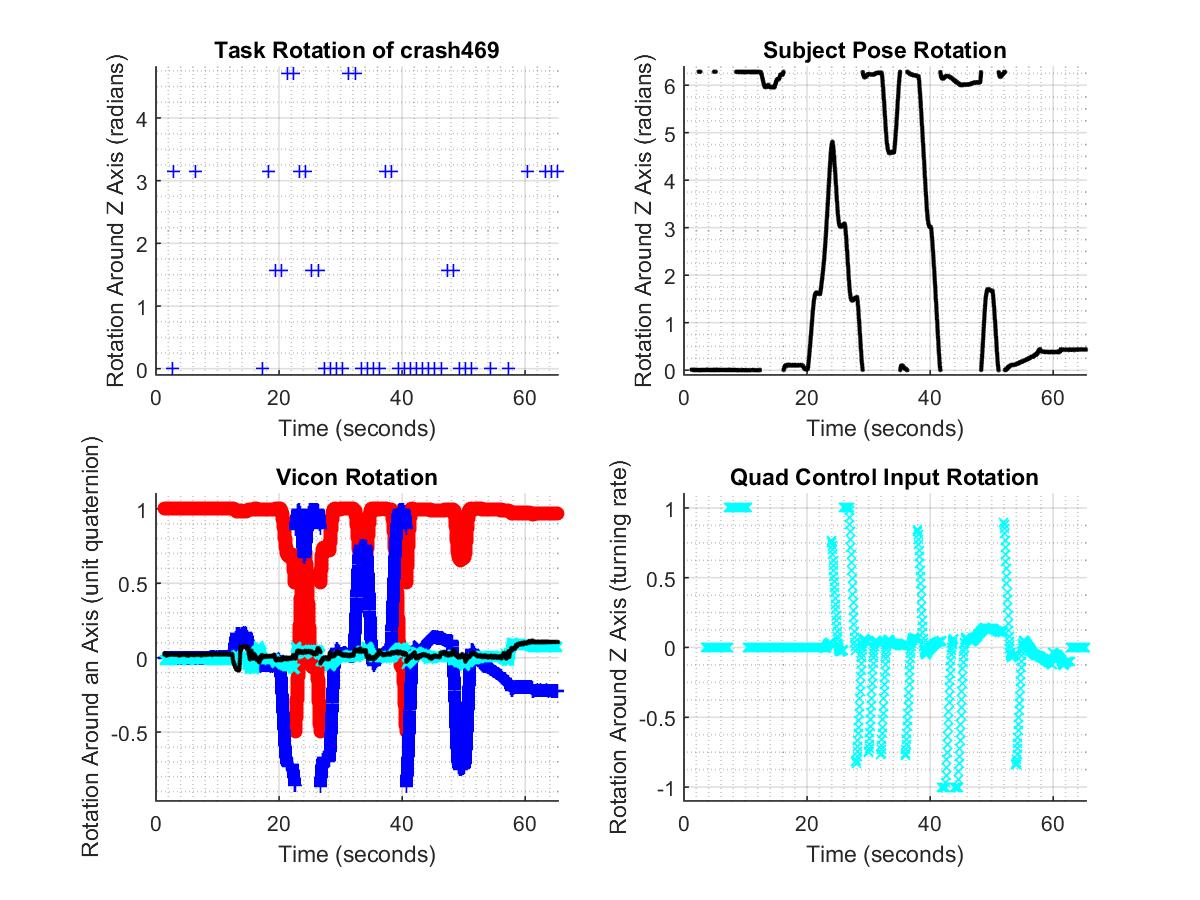 Task Rotation of crash469
Rotation Around Z Axis (radians)
4
3
2
1
0
0 20 40 60
Time (seconds)
Subject Pose Rotation
Rotation Around Z Axis (radians)
6
5
4
3
2
1
0
0 20 40 60
Time (seconds)
Vicon Rotation
Rotation Around an Axis (unit quaternion)
1
0.5
0
-0.5
0 20 40 60
Time (seconds)
Quad Control Input Rotation
Rotation Around Z Axis (turning rate)
1
0.5
0
-0.5
-1
0 20 40 60
Time (seconds)